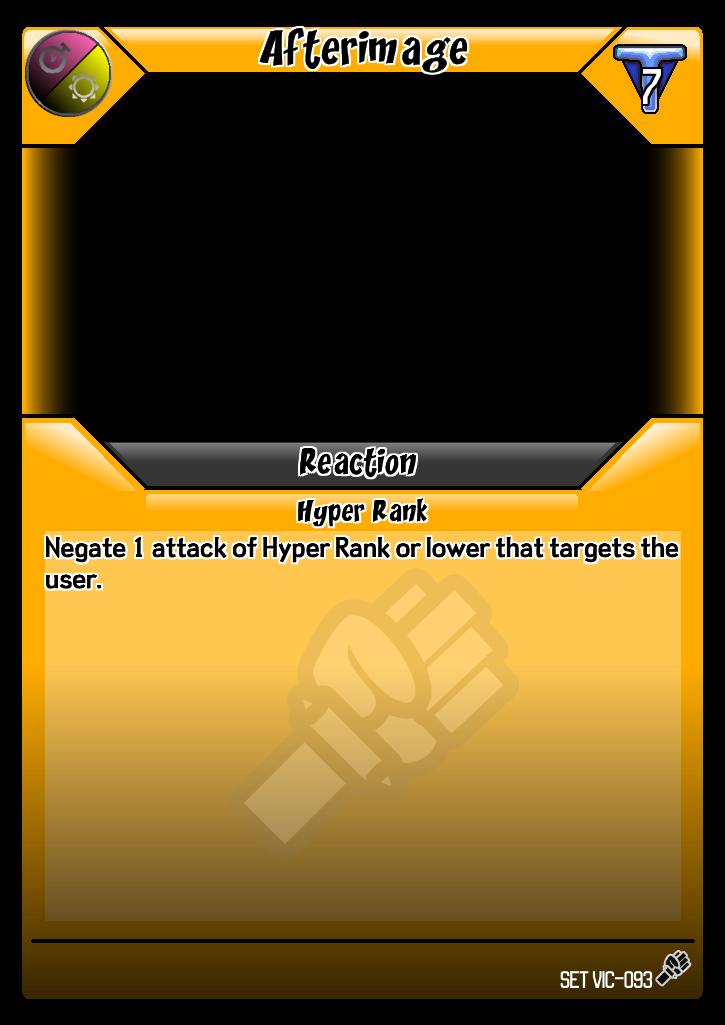 Afterimage
7
Reaction
Hyper Rank
Negate 1 attack of Hyper Rank or lower that targets the
user.
SET VIC-093